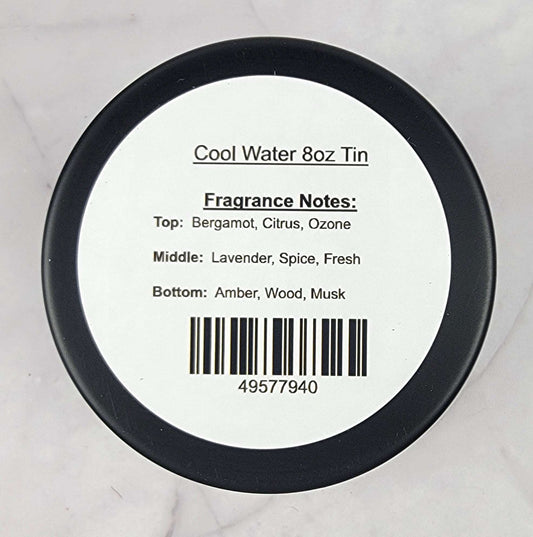 Cool Water 8oz Tin
Fragrance Notes:
Top: Bergamot, Citrus, Ozone
Middle: Lavender, Spice, Fresh
Bottom: Amber, Wood, Musk
49577940